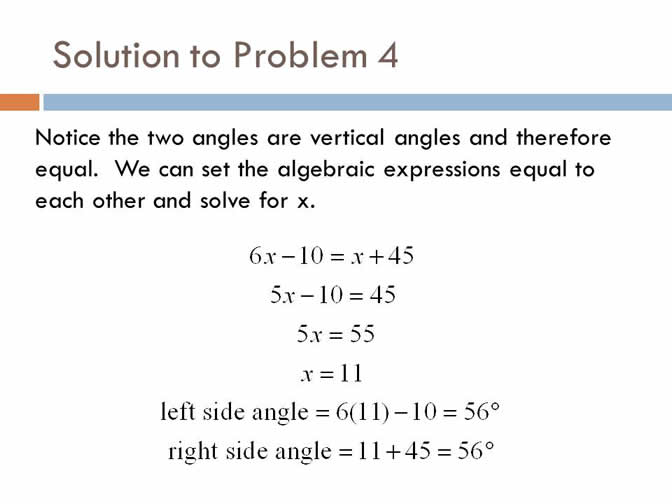 Solution to Problem 4
Notice the two angles are vertical angles and therefore
equal.  We can set the algebraic expressions equal to
each other and solve for x.
6x − 10 = x + 45
5x − 10 = 45
5x = 55
x = 11
left side angle = 6(11) − 10 = 56°
right side angle = 11 + 45 = 56°